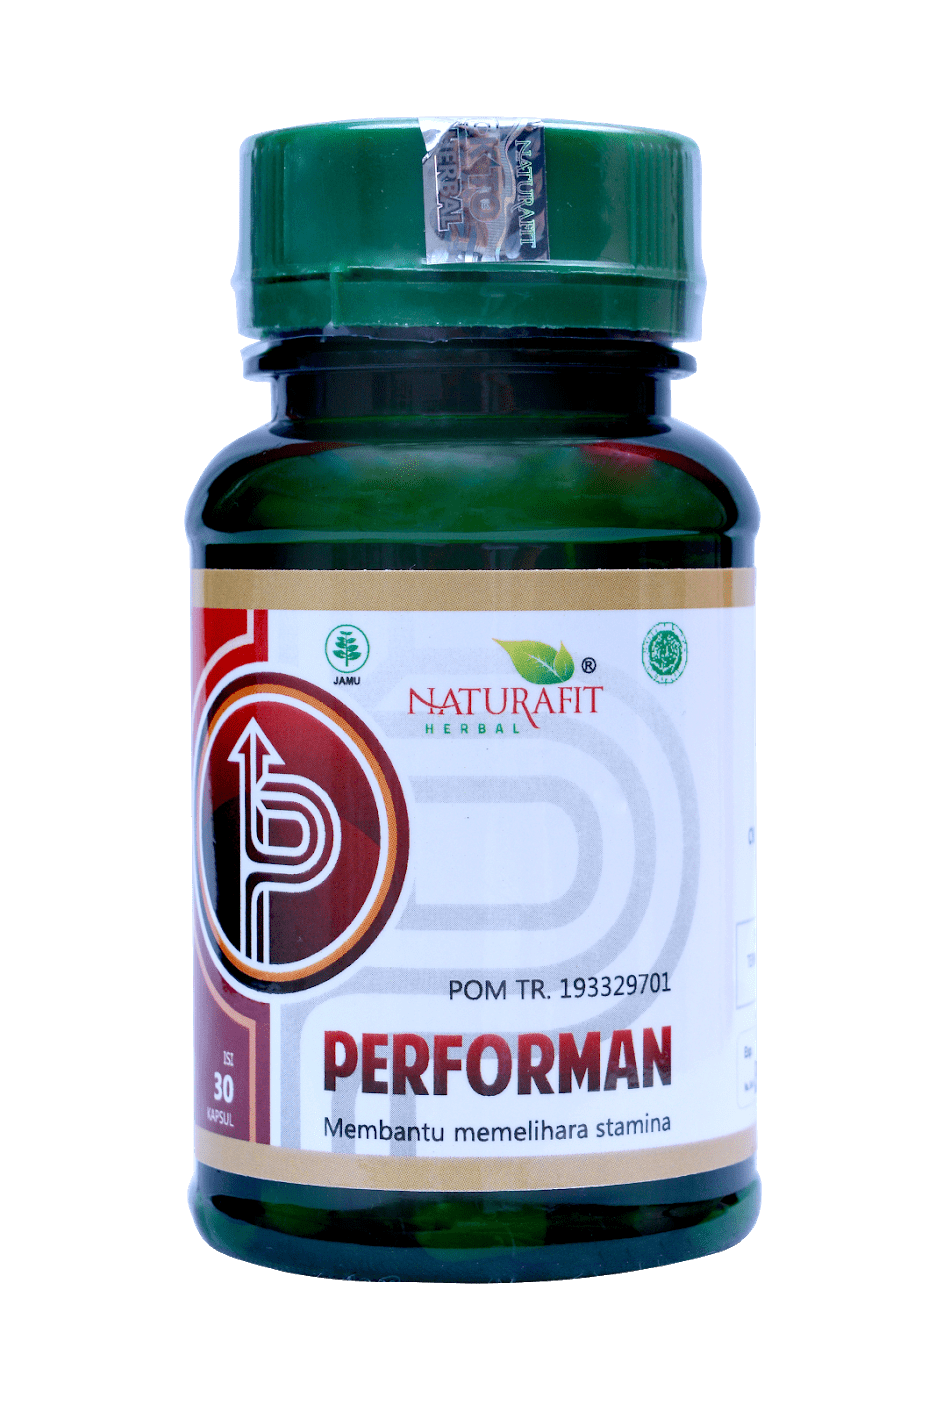 NATURAFIT
HERBAL
JAMU
®
NATURAFIT
HERBAL
POM TR. 193329701
PERFORMAN
Membantu memelihara stamina
ISI
30
KAPSUL